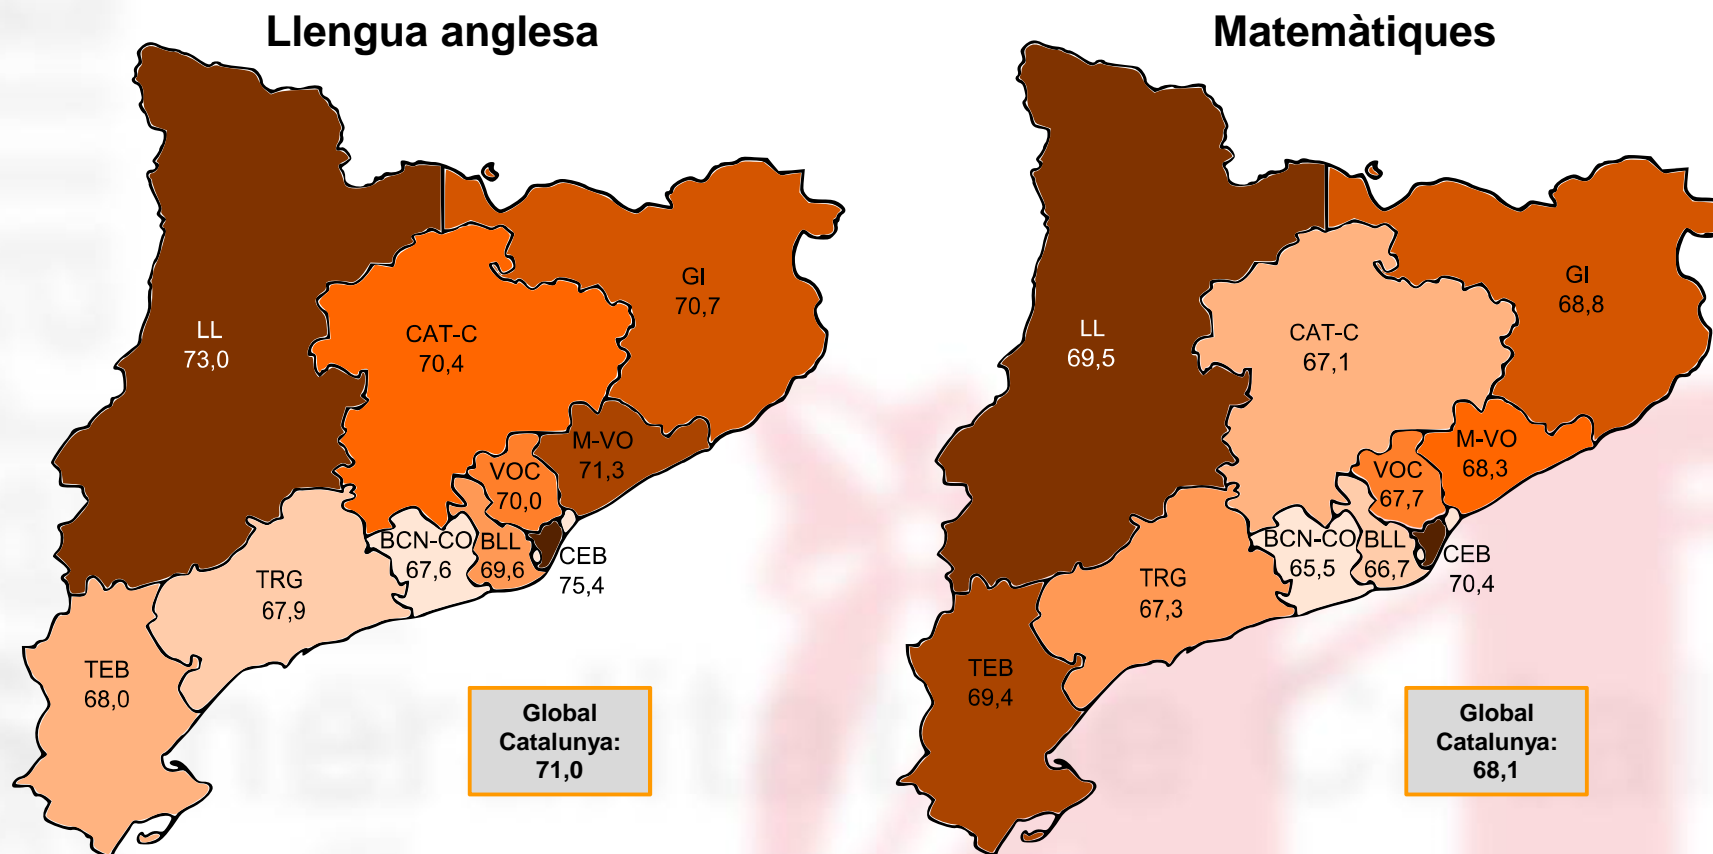 Llengua anglesa
GI
70,7
LL
73,0
CAT-C
70,4
M-VO
71,3
VOC
70,0
BCN-CO
67,6
BLL
69,6
CEB
75,4
TRG
67,9
TEB
68,0
Global
Catalunya:
71,0
Matemàtiques
GI
68,8
LL
69,5
CAT-C
67,1
M-VO
68,3
VOC
67,7
BCN-CO
65,5
BLL
66,7
CEB
70,4
TRG
67,3
TEB
69,4
Global
Catalunya:
68,1